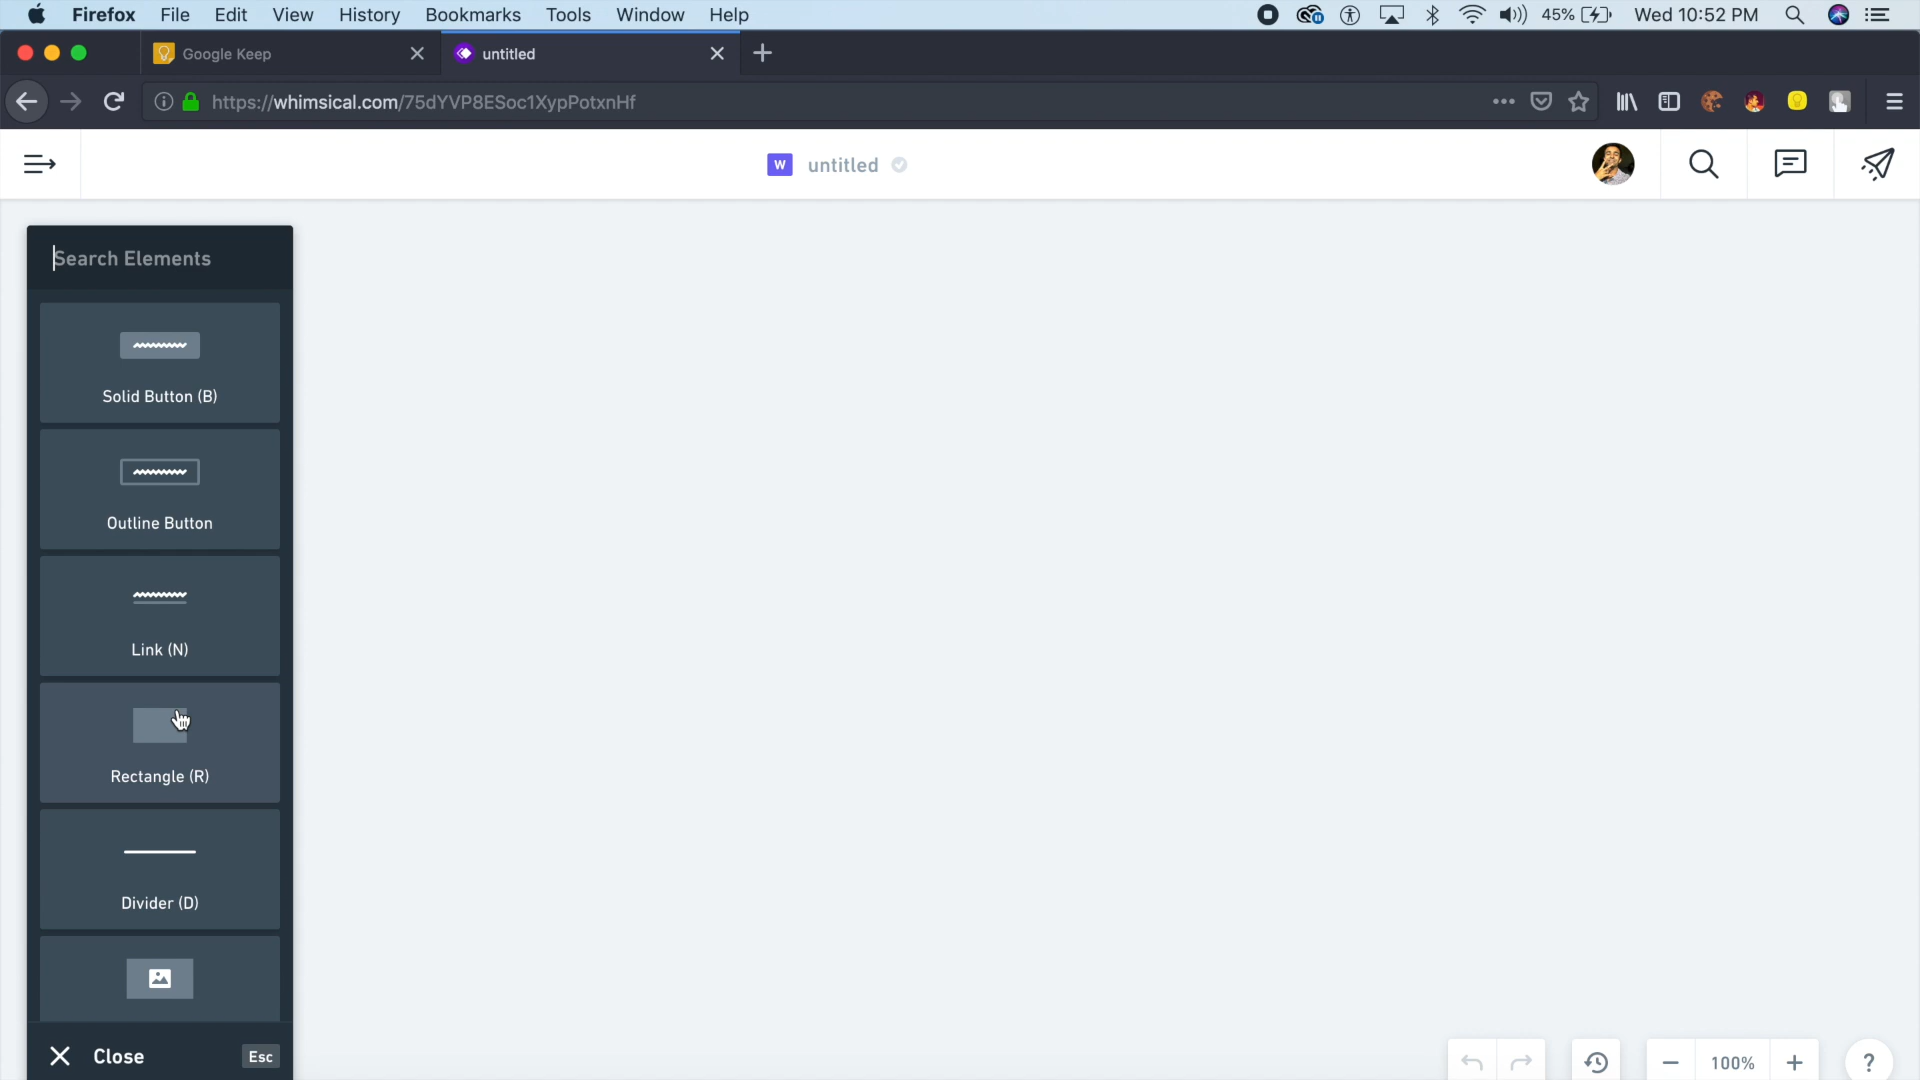 Firefox File Edit View History Bookmarks Tools Window Help 45% Wed 10:52 PM
Google Keep untitled
https://whimsical.com/75dYVP8ESoc1XypPotxnHf
W untitled
Search Elements
Solid Button (B)
Outline Button
Link (N)
Rectangle (R)
Divider (D)
Close Esc
100% ?